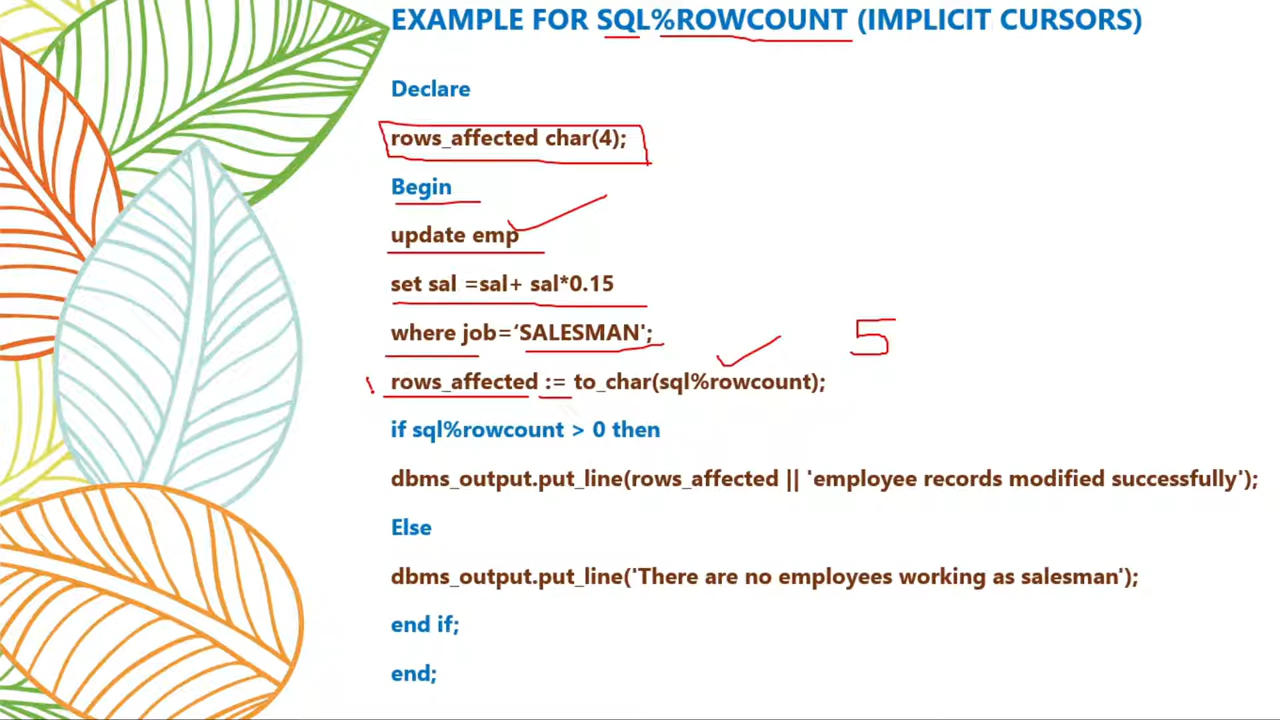 EXAMPLE FOR SQL%ROWCOUNT (IMPLICIT CURSORS)
Declare
rows_affected char(4);
Begin
update emp
set sal =sal+ sal*0.15
where job=‘SALESMAN';
5
rows_affected := to_char(sql%rowcount);
if sql%rowcount > 0 then
dbms_output.put_line(rows_affected || 'employee records modified successfully');
Else
dbms_output.put_line('There are no employees working as salesman');
end if;
end;